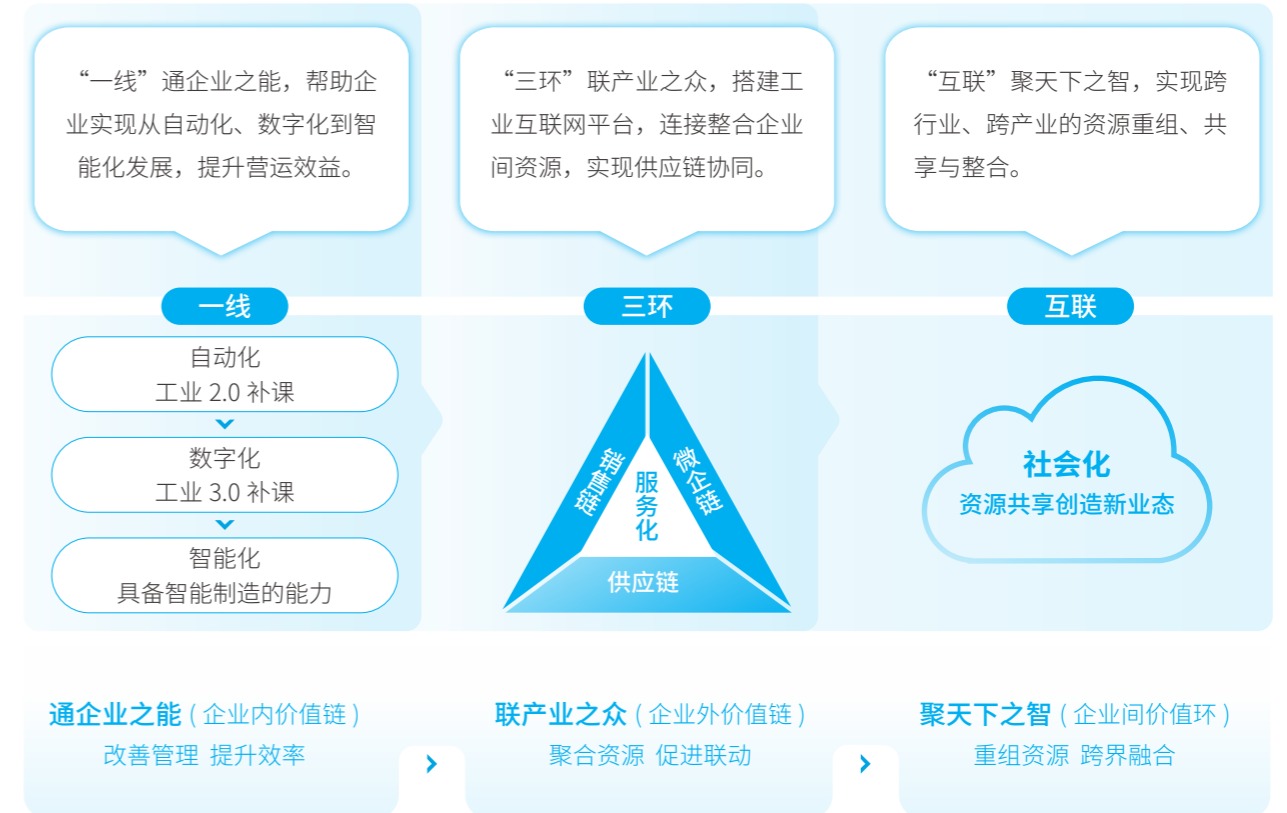 “一线”通企业之能，帮助企
业实现从自动化、数字化到智
能化发展，提升营运效益。
“三环”联产业之众，搭建工
业互联网平台，连接整合企业
间资源，实现供应链协同。
“互联”聚天下之智，实现跨
行业、跨产业的资源重组、共
享与整合。
一线
三环
互联
自动化
工业 2.0 补课
数字化
工业 3.0 补课
智能化
具备智能制造的能力
销售链
服务化
微企链
供应链
社会化
资源共享创造新业态
通企业之能 ( 企业内价值链 )
改善管理 提升效率
联产业之众 ( 企业外价值链 )
聚合资源 促进联动
聚天下之智 ( 企业间价值环 )
重组资源 跨界融合